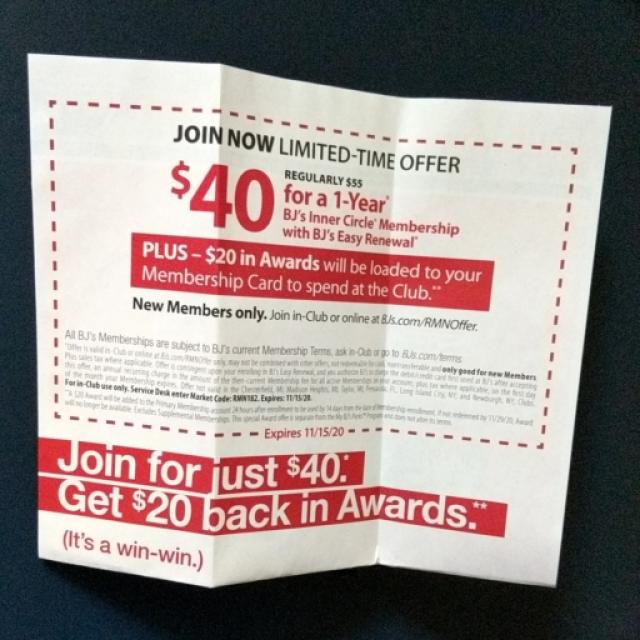 JOIN NOW LIMITED-TIME OFFER
$40
REGULARLY $55
for a 1-Year*
BJ's Inner Circle® Membership
with BJ's Easy Renewal®
PLUS – $20 in Awards will be loaded to your
Membership Card to spend at the Club.**
New Members only. Join in-Club or online at BJs.com/RMNOffer.
All BJ's Memberships are subject to BJ's current Membership Terms, ask in-Club or go to BJs.com/terms.
*Offer is valid in-Club or online at BJs.com/RMNOffer only, may not be combined with other offers, not responsible for cash, nontransferable and only good for new Members
Plus sales tax where applicable. Offer is contingent upon your enrolling in BJ's Easy Renewal, and you authorize BJ's to charge the credit card first used at BJ's after accepting
this offer, an annual recurring charge in the amount of the then-current Membership fee for all active Memberships on your account, plus tax where applicable, on the first day
of the month your Membership expires. Offer not valid in the Chesterfield, MI, Madison Heights, MI, Taylor, MI, Pensacola, FL, Long Island City, NY, and Newburgh, NY, Clubs.
For in-Club use only. Service Desk enter Market Code: RMN182. Expires: 11/15/20.
**A $20 Award will be added to the Primary Membership account 24 hours after enrollment to be used by 14 days from the date of membership enrollment. If not redeemed by 11/29/20, Award
will no longer be available. Excludes Supplemental Memberships. This special Award offer is separate from the My BJ's Perks® Program and does not alter its terms.
Expires 11/15/20
Join for just $40.*
Get $20 back in Awards.**
(It's a win-win.)